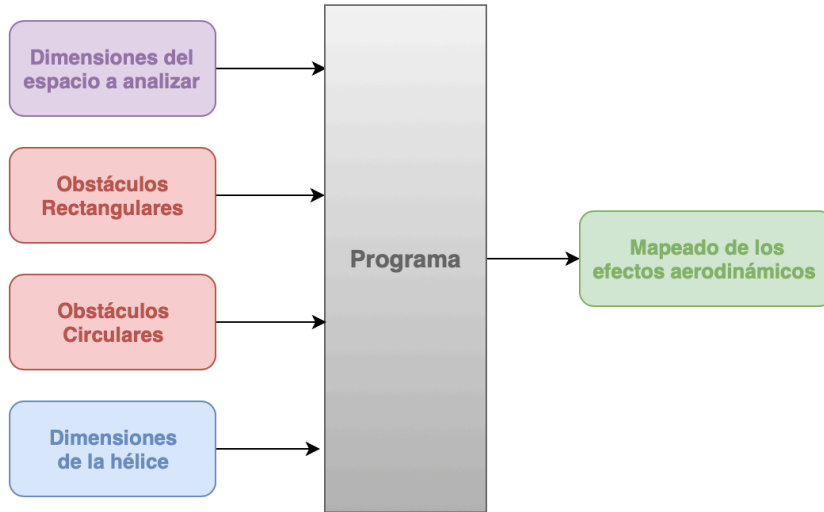 Dimensiones del
espacio a analizar
Obstáculos
Rectangulares
Obstáculos
Circulares
Dimensiones
de la hélice
Programa
Mapeado de los
efectos aerodinámicos